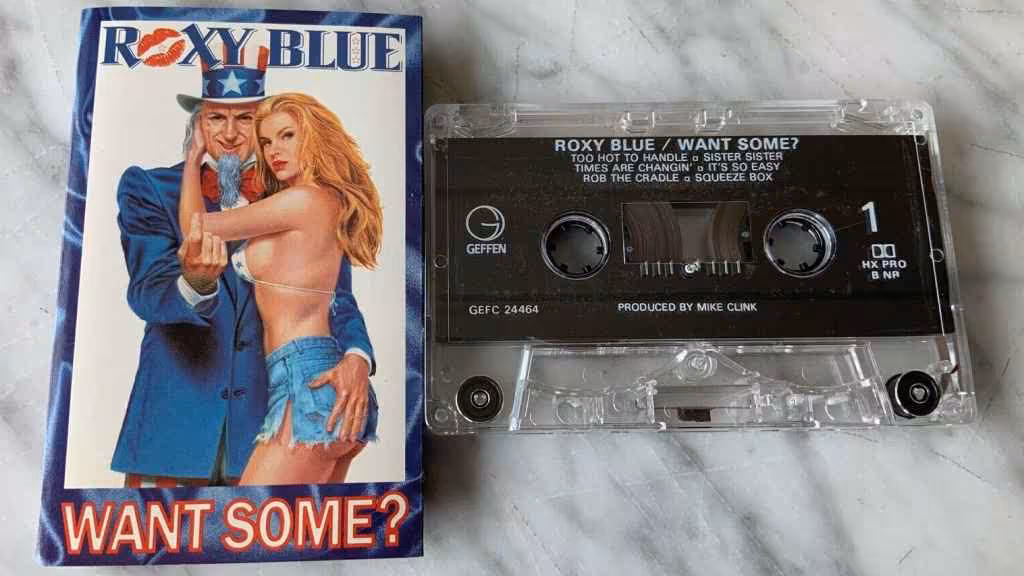 ROXY BLUE
WANT SOME?
ROXY BLUE / WANT SOME?
TOO HOT TO HANDLE □ SISTER SISTER
TIMES ARE CHANGIN' □ IT'S SO EASY
ROB THE CRADLE □ SQUEEZE BOX
G
GEFFEN
1
HX PRO
B NR
GEFC 24464
PRODUCED BY MIKE CLINK